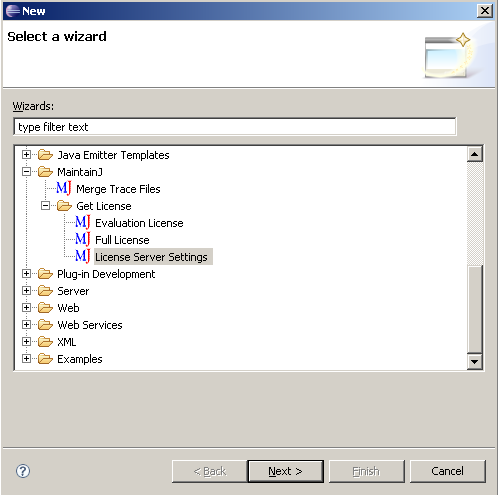 New
Select a wizard
Wizards:
type filter text
Java Emitter Templates
MaintainJ
MJ Merge Trace Files
Get License
MJ Evaluation License
MJ Full License
MJ License Server Settings
Plug-in Development
Server
Web
Web Services
XML
Examples
? < Back Next > Finish Cancel